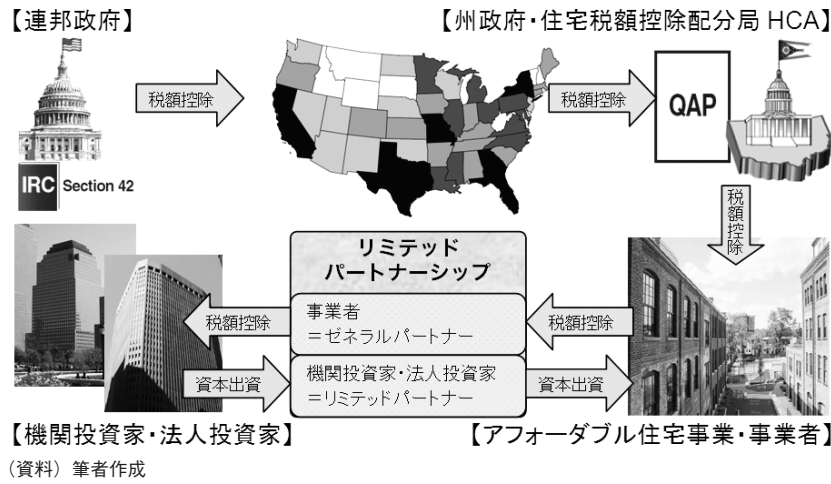 【連邦政府】
【州政府・住宅税額控除配分局 HCA】
税額控除
税額控除
QAP
IRC Section 42
税額控除
リミテッド
パートナーシップ
事業者
＝ゼネラルパートナー
税額控除
税額控除
機関投資家・法人投資家
＝リミテッドパートナー
資本出資
資本出資
【機関投資家・法人投資家】
【アフォーダブル住宅事業・事業者】
（資料）筆者作成